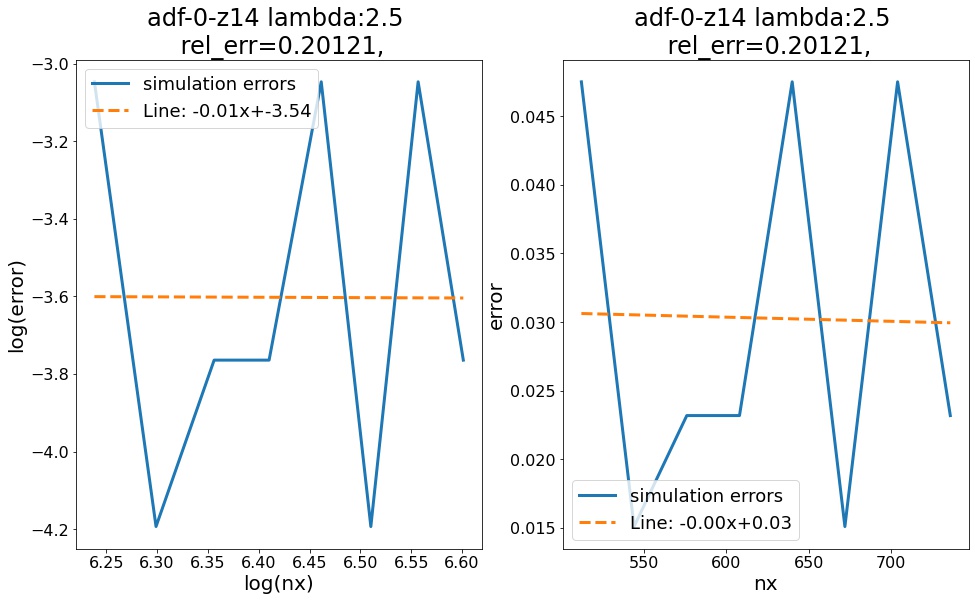 adf-0-z14 lambda:2.5
rel_err=0.20121,
simulation errors
Line: -0.01x+-3.54
−3.0
−3.2
−3.4
−3.6
−3.8
−4.0
−4.2
log(error)
6.25
6.30
6.35
6.40
6.45
6.50
6.55
6.60
log(nx)
adf-0-z14 lambda:2.5
rel_err=0.20121,
0.045
0.040
0.035
0.030
0.025
0.020
0.015
error
simulation errors
Line: -0.00x+0.03
550
600
650
700
nx